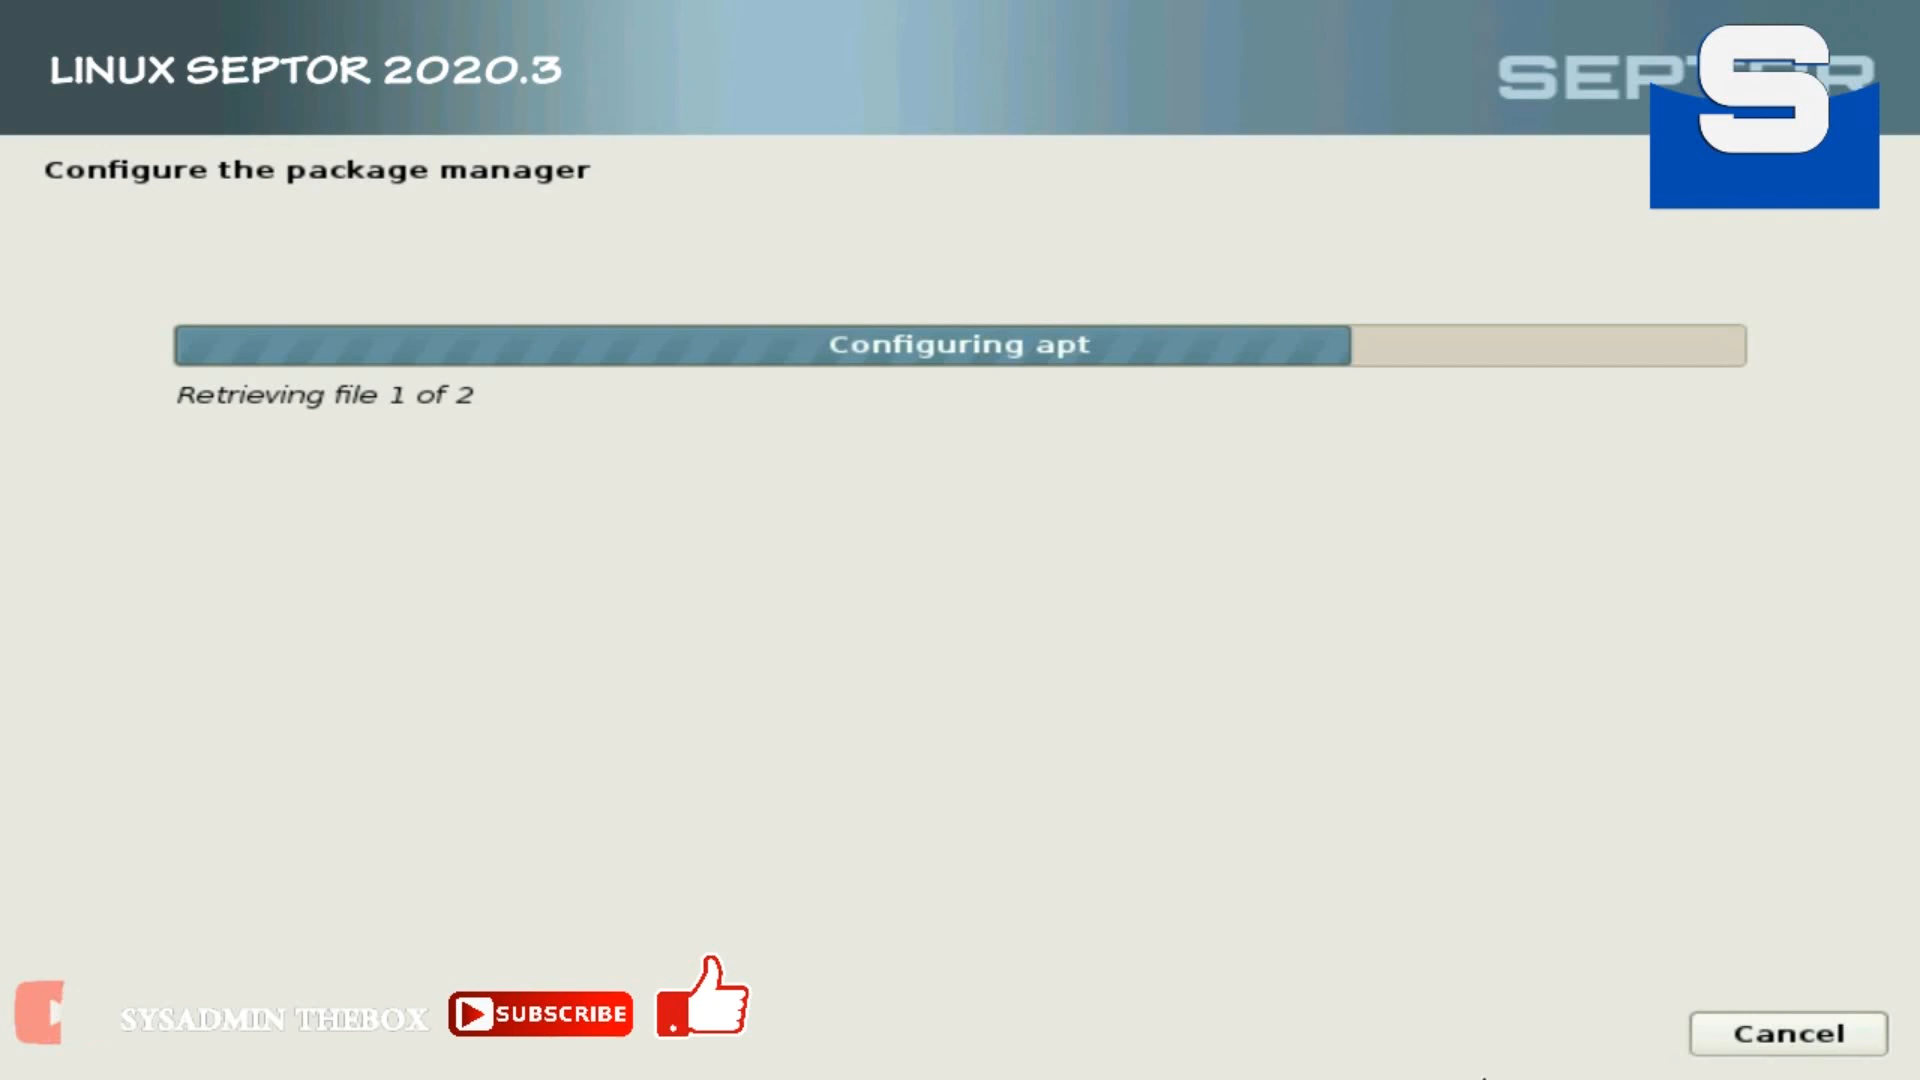 LINUX SEPTOR 2020.3
SEPTOR
S
Configure the package manager
Configuring apt
Retrieving file 1 of 2
SYSADMIN THEBOX
SUBSCRIBE
Cancel